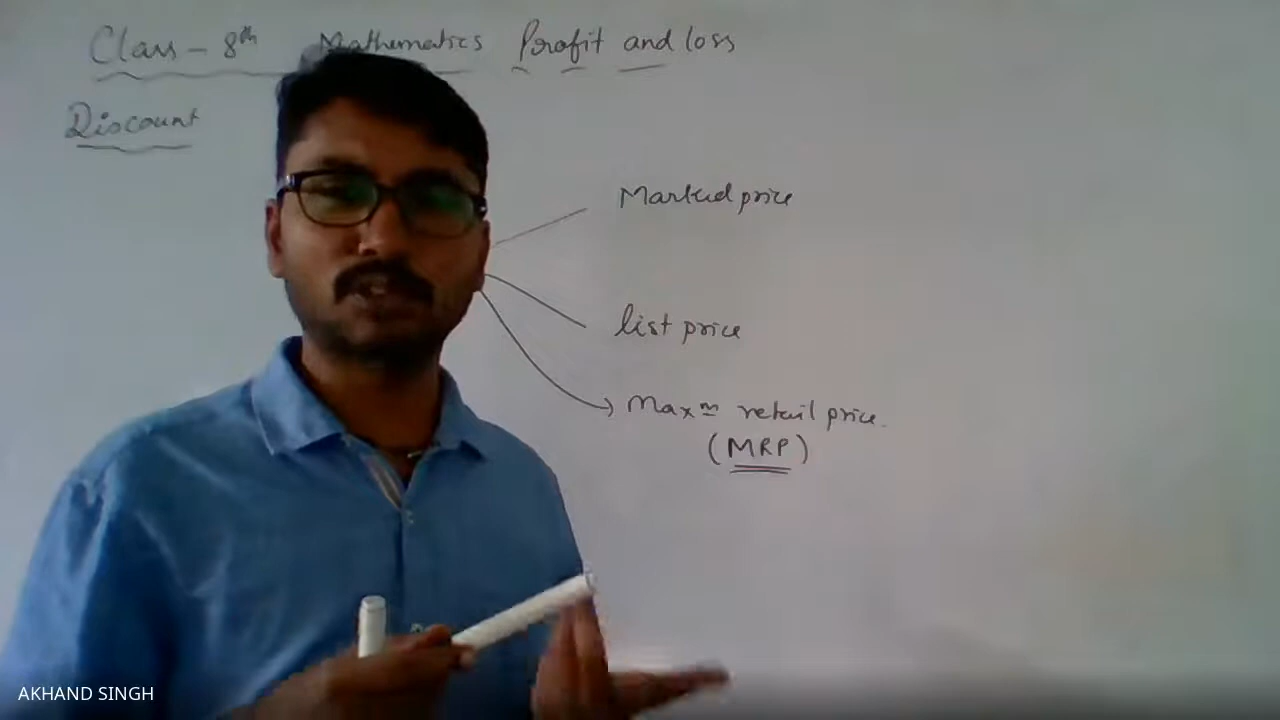 Class - 8th Mathematics Profit and loss
Discount
Marked price
list price
Maxm retail price.
(MRP)
AKHAND SINGH